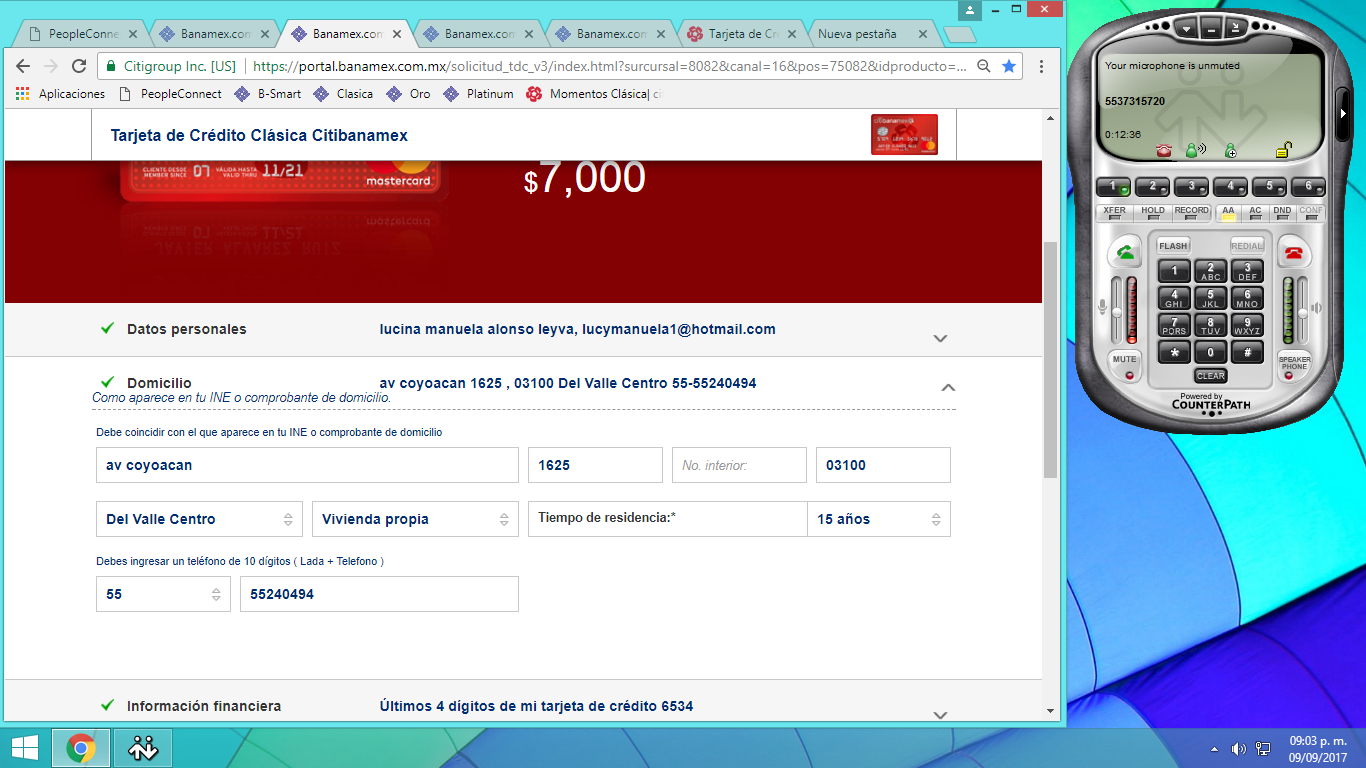 PeopleConne
Banamex.con
Banamex.con
Banamex.con
Banamex.con
Tarjeta de Cr
Nueva pestaña
Citigroup Inc. [US]
https://portal.banamex.com.mx/solicitud_tdc_v3/index.html?sursucal=8082&canal=16&pos=75082&idproducto=...
Aplicaciones
PeopleConnect
B-Smart
Clasica
Oro
Platinum
Momentos Clásica| ci
Tarjeta de Crédito Clásica Citibanamex
citibanamex
CLIENTE DESDE
MEMBER SINCE
07
VÁLIDA HASTA
VALID THRU
11/21
mastercard.
$7,000
Datos personales
lucina manuela alonso leyva, lucymanuela1@hotmail.com
Domicilio
av coyoacan 1625 , 03100 Del Valle Centro 55-55240494
Como aparece en tu INE o comprobante de domicilio.
Debe coincidir con el que aparece en tu INE o comprobante de domicilio
av coyoacan
1625
No. interior:
03100
Del Valle Centro
Vivienda propia
Tiempo de residencia:*
15 años
Debes ingresar un teléfono de 10 dígitos ( Lada + Telefono )
55
55240494
Información financiera
Últimos 4 dígitos de mi tarjeta de crédito 6534
Your microphone is unmuted
5537315720
0:12:36
1 2 3 4 5 6
XFER HOLD RECORD AA AC DND CONF
FLASH
REDIAL
1
2 ABC
3 DEF
4 GHI
5 JKL
6 MNO
7 PQRS
8 TUV
9 WXYZ
*
0
#
MUTE
CLEAR
SPEAKER PHONE
Powered by
COUNTERPATH
09:03 p. m.
09/09/2017